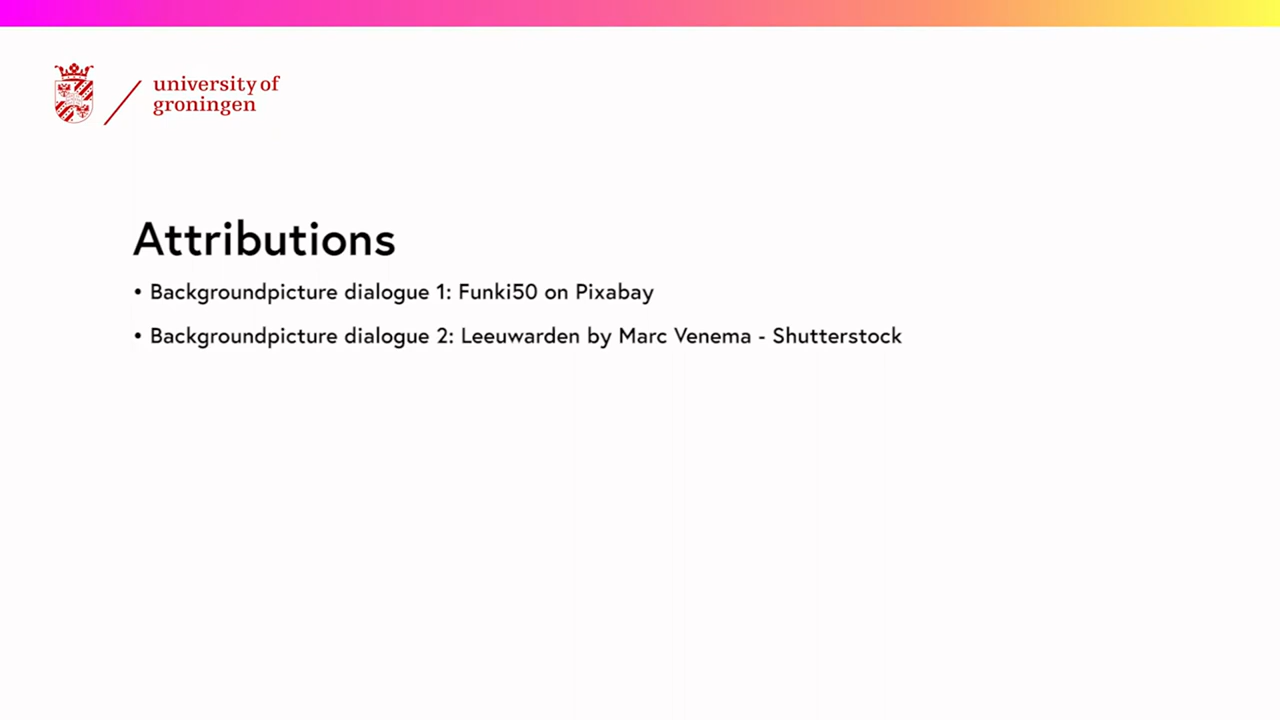 university of
groningen
Attributions
• Backgroundpicture dialogue 1: Funki50 on Pixabay
• Backgroundpicture dialogue 2: Leeuwarden by Marc Venema - Shutterstock